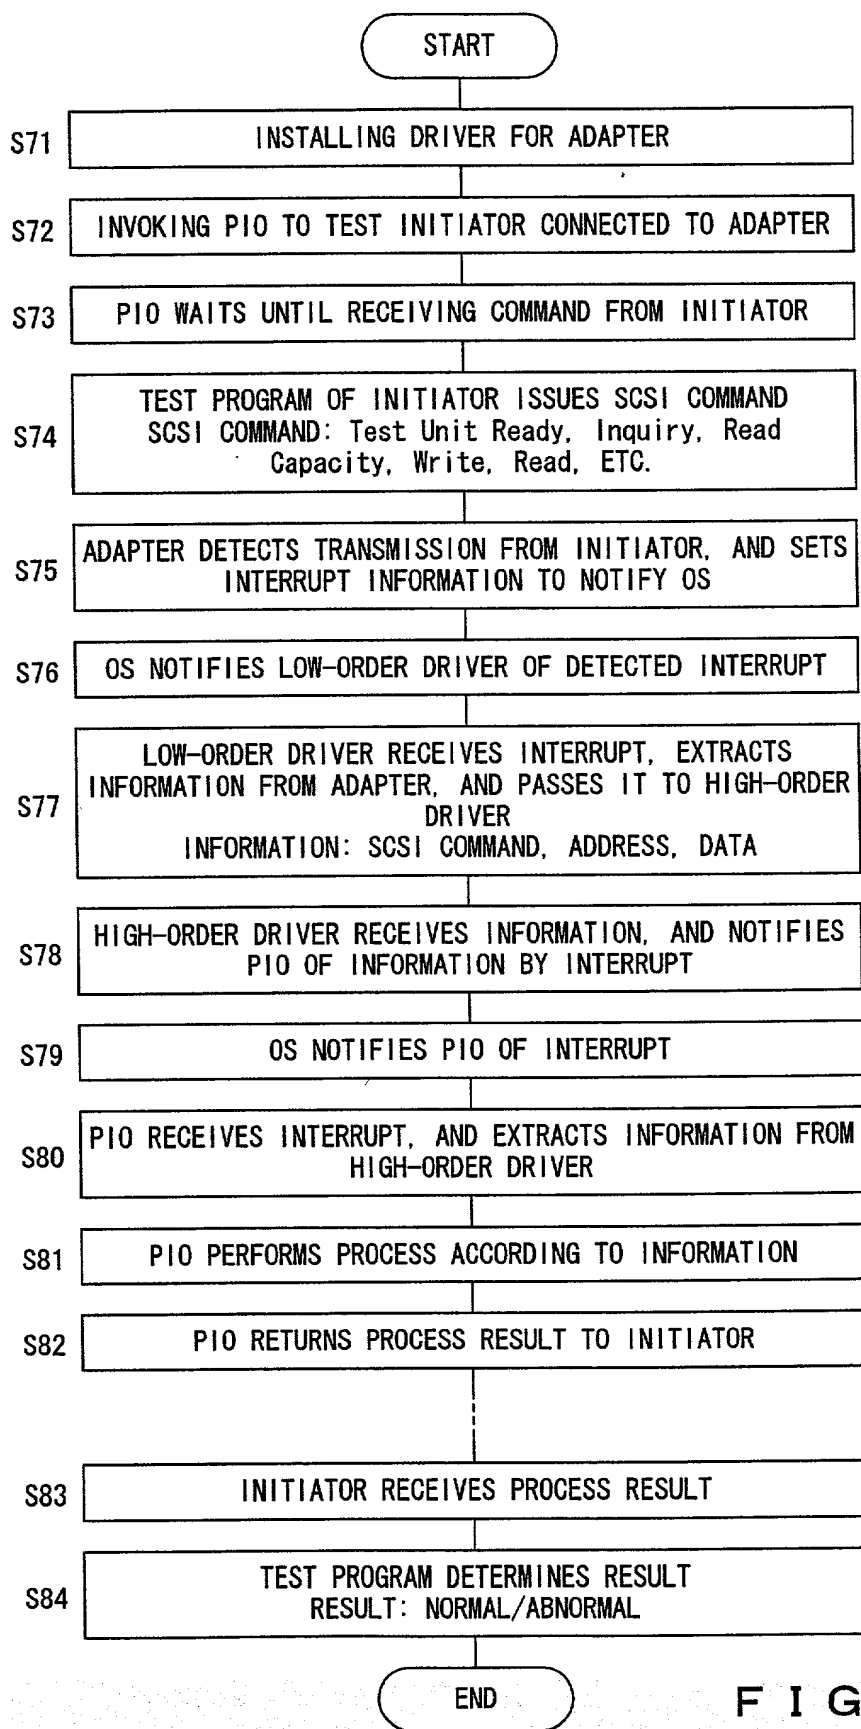 START
S71 INSTALLING DRIVER FOR ADAPTER
S72 INVOKING PIO TO TEST INITIATOR CONNECTED TO ADAPTER
S73 PIO WAITS UNTIL RECEIVING COMMAND FROM INITIATOR
TEST PROGRAM OF INITIATOR ISSUES SCSI COMMAND
S74 SCSI COMMAND: Test Unit Ready, Inquiry, Read
Capacity, Write, Read, ETC.
ADAPTER DETECTS TRANSMISSION FROM INITIATOR, AND SETS
S75 INTERRUPT INFORMATION TO NOTIFY OS
S76 OS NOTIFIES LOW-ORDER DRIVER OF DETECTED INTERRUPT
LOW-ORDER DRIVER RECEIVES INTERRUPT, EXTRACTS
INFORMATION FROM ADAPTER, AND PASSES IT TO HIGH-ORDER
S77 DRIVER
INFORMATION: SCSI COMMAND, ADDRESS, DATA
HIGH-ORDER DRIVER RECEIVES INFORMATION, AND NOTIFIES
S78 PIO OF INFORMATION BY INTERRUPT
S79 OS NOTIFIES PIO OF INTERRUPT
PIO RECEIVES INTERRUPT, AND EXTRACTS INFORMATION FROM
S80 HIGH-ORDER DRIVER
S81 PIO PERFORMS PROCESS ACCORDING TO INFORMATION
S82 PIO RETURNS PROCESS RESULT TO INITIATOR
S83 INITIATOR RECEIVES PROCESS RESULT
TEST PROGRAM DETERMINES RESULT
S84 RESULT: NORMAL/ABNORMAL
END
FIG